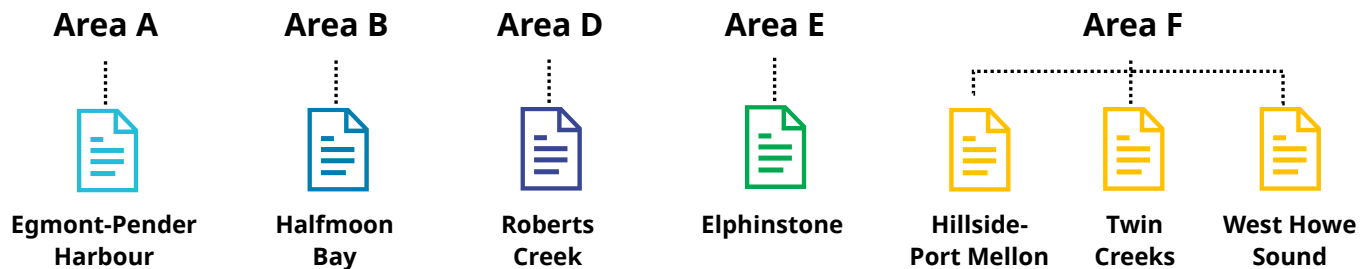 Area A
Area B
Area D
Area E
Area F
Egmont-Pender
Harbour
Halfmoon
Bay
Roberts
Creek
Elphinstone
Hillside-
Port Mellon
Twin
Creeks
West Howe
Sound